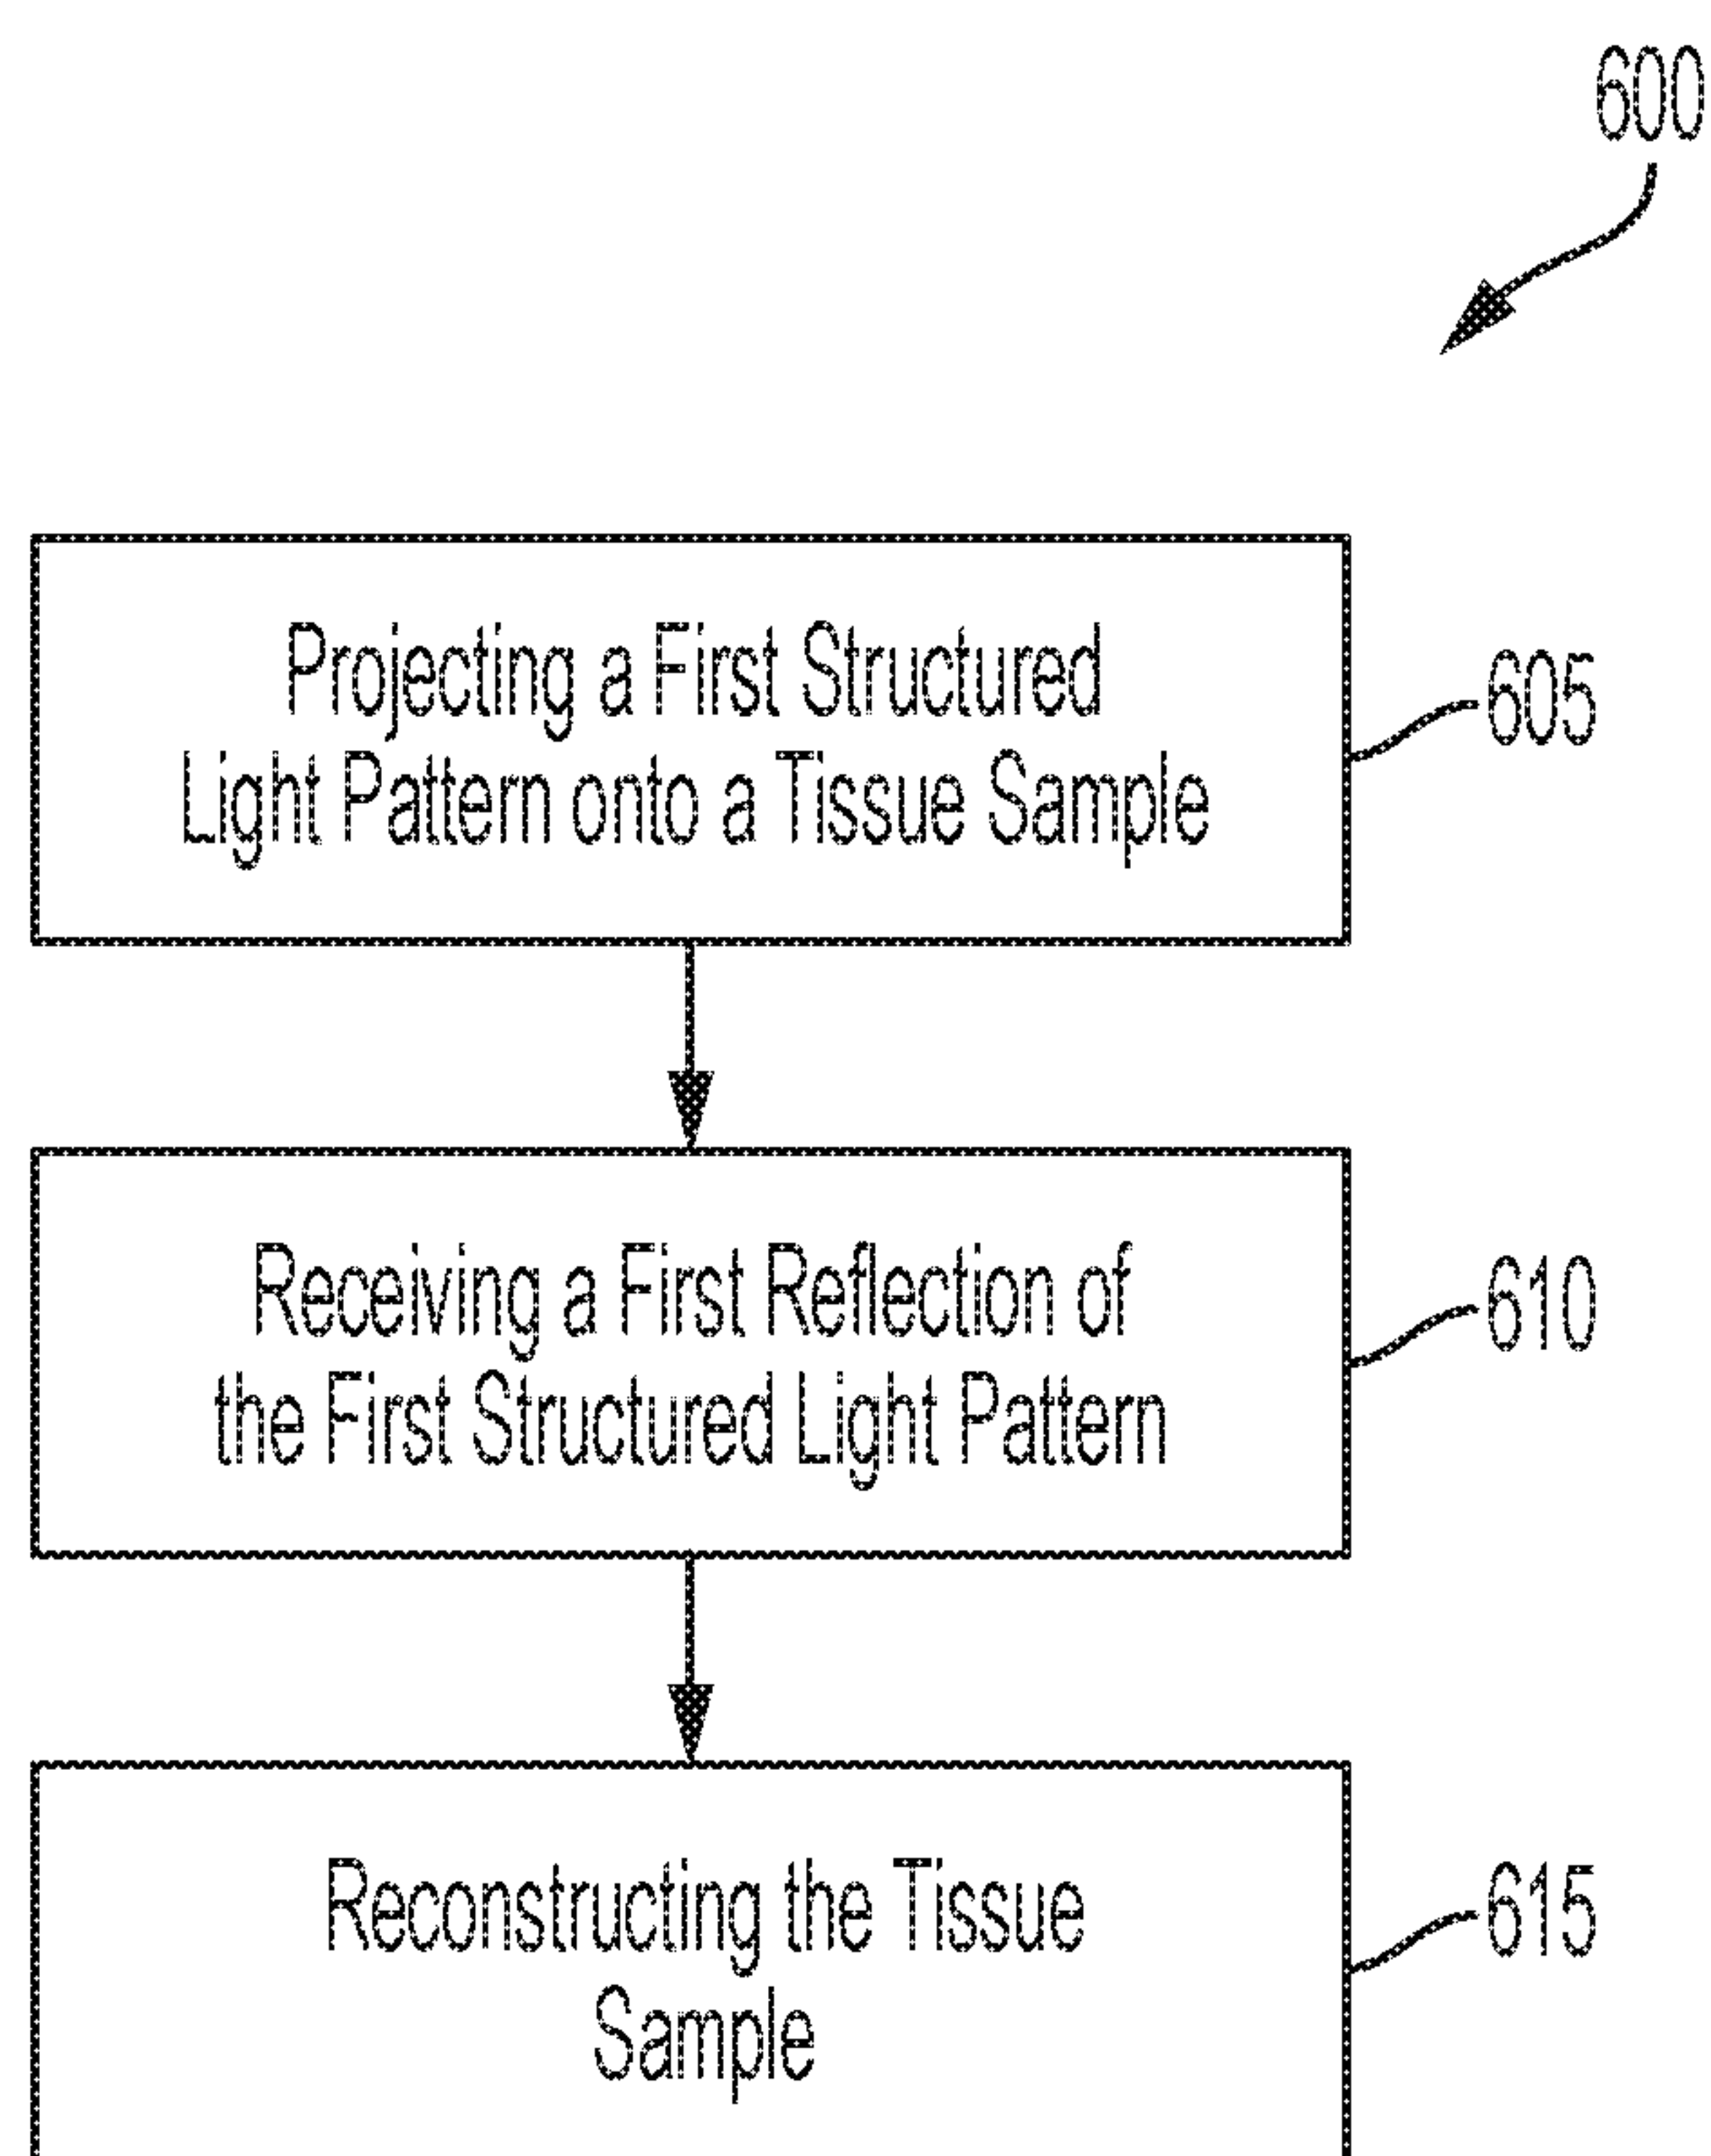 600
Projecting a First Structured
Light Pattern onto a Tissue Sample
605
Receiving a First Reflection of
the First Structured Light Pattern
610
Reconstructing the Tissue
Sample
615